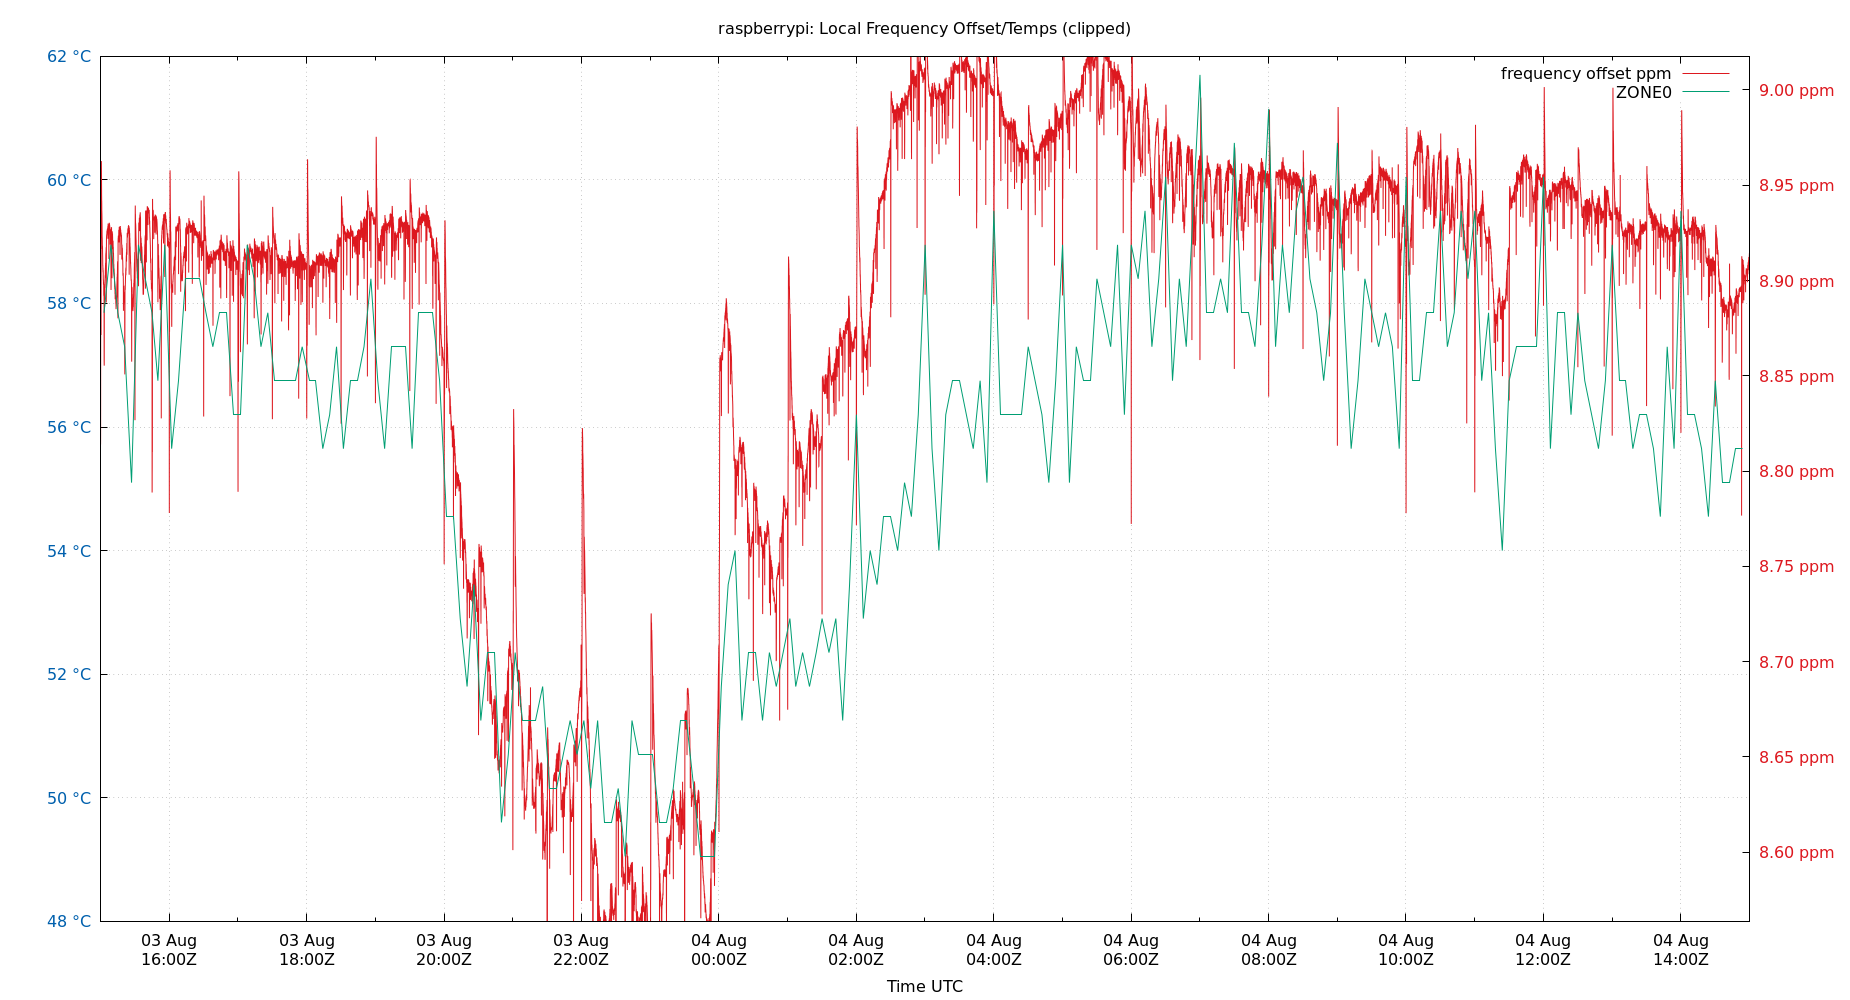 raspberrypi: Local Frequency Offset/Temps (clipped)
frequency offset ppm
ZONE0
62 °C
60 °C
58 °C
56 °C
54 °C
52 °C
50 °C
48 °C
9.00 ppm
8.95 ppm
8.90 ppm
8.85 ppm
8.80 ppm
8.75 ppm
8.70 ppm
8.65 ppm
8.60 ppm
03 Aug
16:00Z
03 Aug
18:00Z
03 Aug
20:00Z
03 Aug
22:00Z
04 Aug
00:00Z
04 Aug
02:00Z
04 Aug
04:00Z
04 Aug
06:00Z
04 Aug
08:00Z
04 Aug
10:00Z
04 Aug
12:00Z
04 Aug
14:00Z
Time UTC